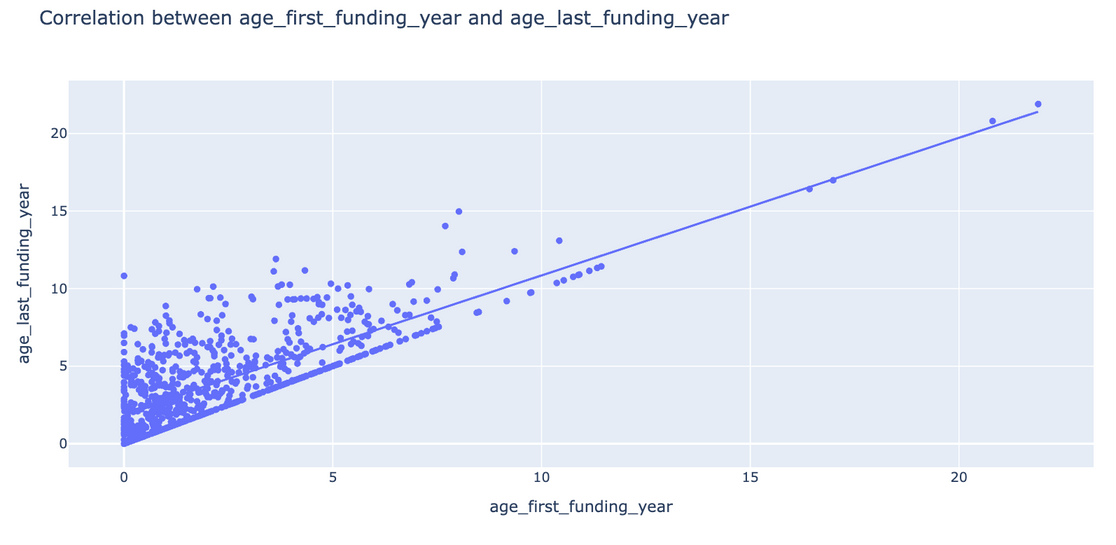 Correlation between age_first_funding_year and age_last_funding_year
age_last_funding_year
20
15
10
5
0
0 5 10 15 20
age_first_funding_year